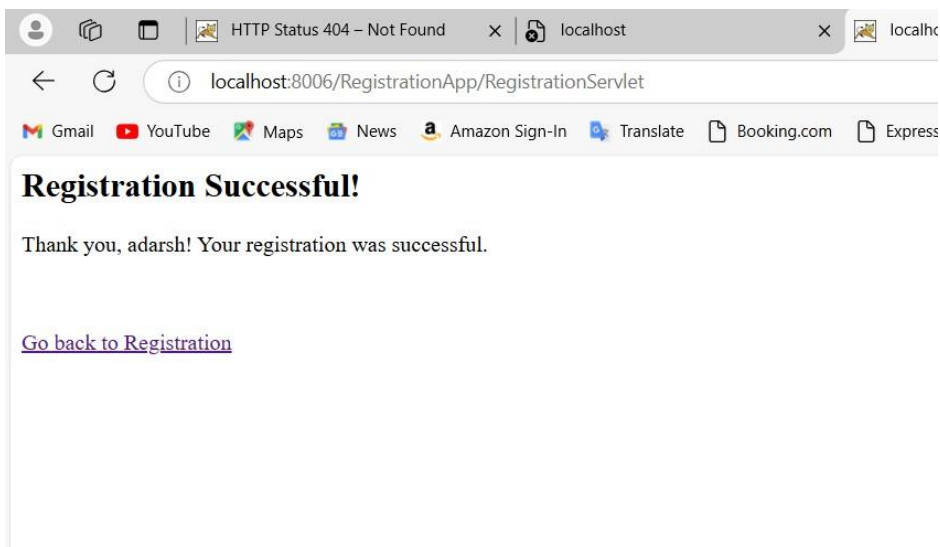 HTTP Status 404 – Not Found
localhost
localho
localhost:8006/RegistrationApp/RegistrationServlet
Gmail YouTube Maps News Amazon Sign-In Translate Booking.com Express
Registration Successful!
Thank you, adarsh! Your registration was successful.
Go back to Registration